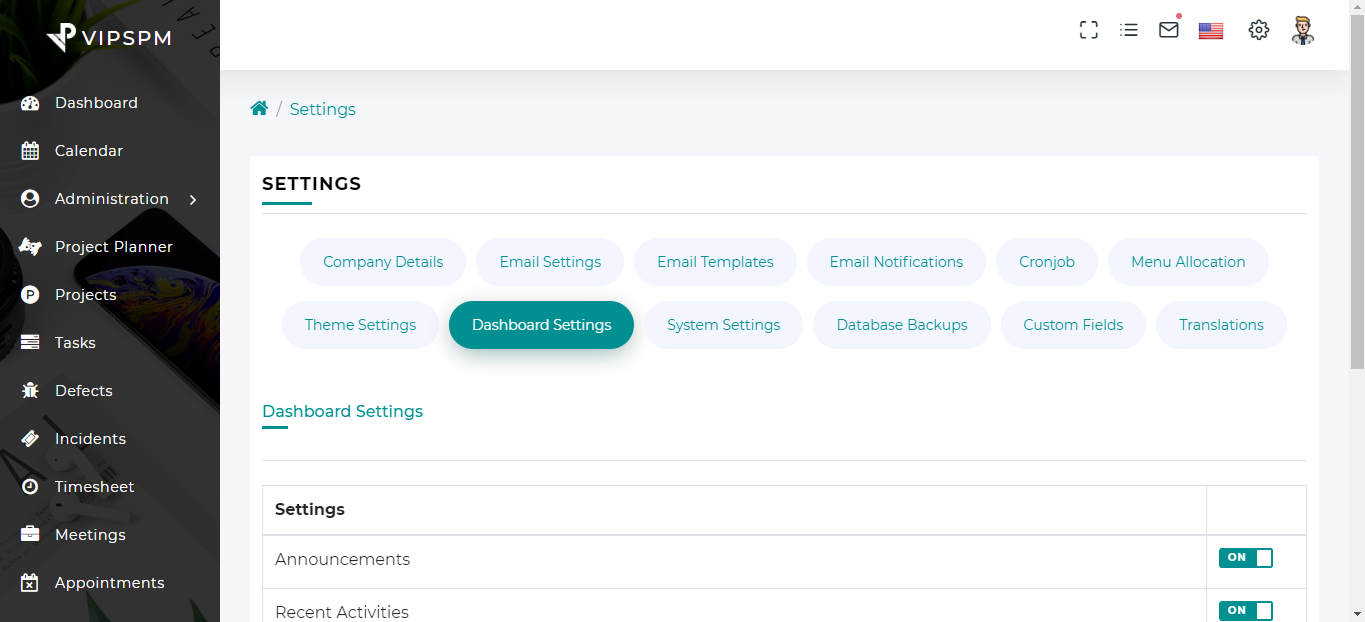 VIPSPM
Dashboard
Calendar
Administration
Project Planner
Projects
Tasks
Defects
Incidents
Timesheet
Meetings
Appointments
/ Settings
SETTINGS
Company Details Email Settings Email Templates Email Notifications Cronjob Menu Allocation
Theme Settings Dashboard Settings System Settings Database Backups Custom Fields Translations
Dashboard Settings
Settings
Announcements ON
Recent Activities ON